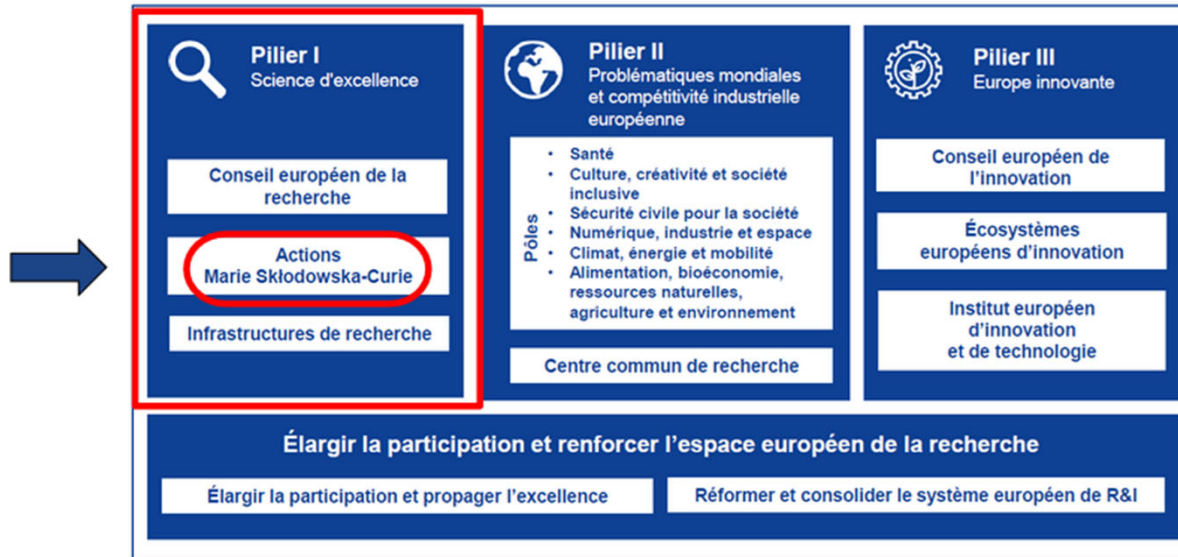 Pilier I
Science d'excellence
Conseil européen de la
recherche
Actions
Marie Skłodowska-Curie
Infrastructures de recherche
Pilier II
Problématiques mondiales
et compétitivité industrielle
européenne
Pôles
• Santé
• Culture, créativité et société
inclusive
• Sécurité civile pour la société
• Numérique, industrie et espace
• Climat, énergie et mobilité
• Alimentation, bioéconomie,
ressources naturelles,
agriculture et environnement
Centre commun de recherche
Pilier III
Europe innovante
Conseil européen de
l'innovation
Écosystèmes
européens d'innovation
Institut européen
d'innovation
et de technologie
Élargir la participation et renforcer l'espace européen de la recherche
Élargir la participation et propager l'excellence
Réformer et consolider le système européen de R&I